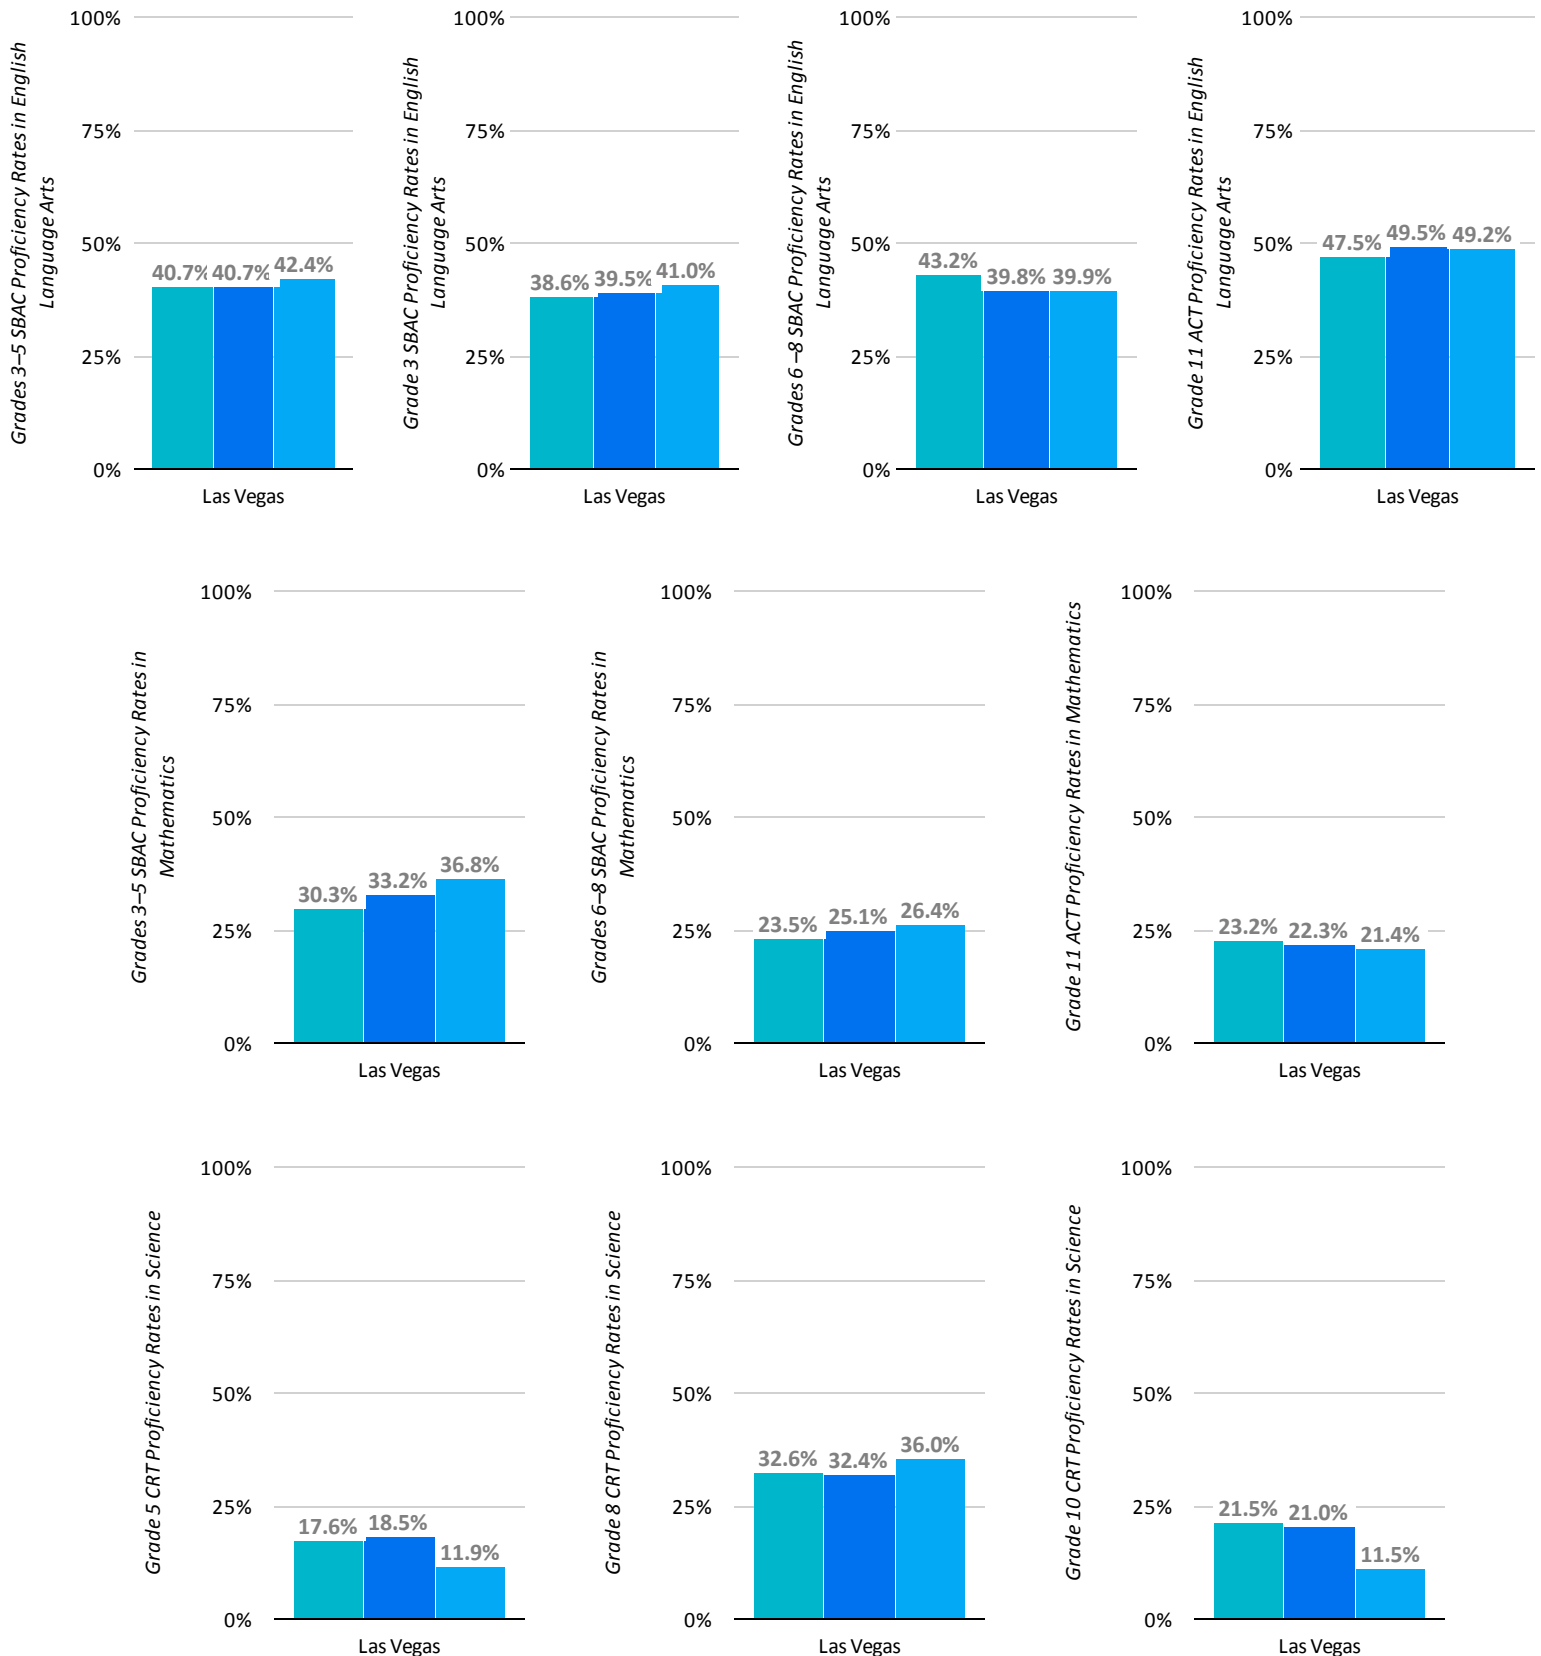 Grades 3–5 SBAC Proficiency Rates in English
Language Arts
100%
75%
50%
25%
0%
40.7% 40.7% 42.4%
Las Vegas
Grade 3 SBAC Proficiency Rates in English
Language Arts
100%
75%
50%
25%
0%
38.6% 39.5% 41.0%
Las Vegas
Grades 6–8 SBAC Proficiency Rates in English
Language Arts
100%
75%
50%
25%
0%
43.2% 39.8% 39.9%
Las Vegas
Grade 11 ACT Proficiency Rates in English
Language Arts
100%
75%
50%
25%
0%
47.5% 49.5% 49.2%
Las Vegas
Grades 3–5 SBAC Proficiency Rates in
Mathematics
100%
75%
50%
25%
0%
30.3% 33.2% 36.8%
Las Vegas
Grades 6–8 SBAC Proficiency Rates in
Mathematics
100%
75%
50%
25%
0%
23.5% 25.1% 26.4%
Las Vegas
Grade 11 ACT Proficiency Rates in Mathematics
100%
75%
50%
25%
0%
23.2% 22.3% 21.4%
Las Vegas
Grade 5 CRT Proficiency Rates in Science
100%
75%
50%
25%
0%
17.6% 18.5% 11.9%
Las Vegas
Grade 8 CRT Proficiency Rates in Science
100%
75%
50%
25%
0%
32.6% 32.4% 36.0%
Las Vegas
Grade 10 CRT Proficiency Rates in Science
100%
75%
50%
25%
0%
21.5% 21.0% 11.5%
Las Vegas